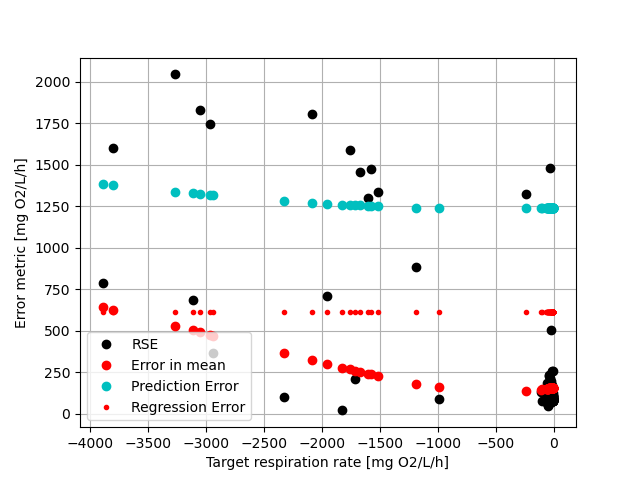 2000
1750
1500
1250
1000
750
500
250
0
Error metric [mg O2/L/h]
RSE
Error in mean
Prediction Error
Regression Error
−4000 −3500 −3000 −2500 −2000 −1500 −1000 −500 0
Target respiration rate [mg O2/L/h]